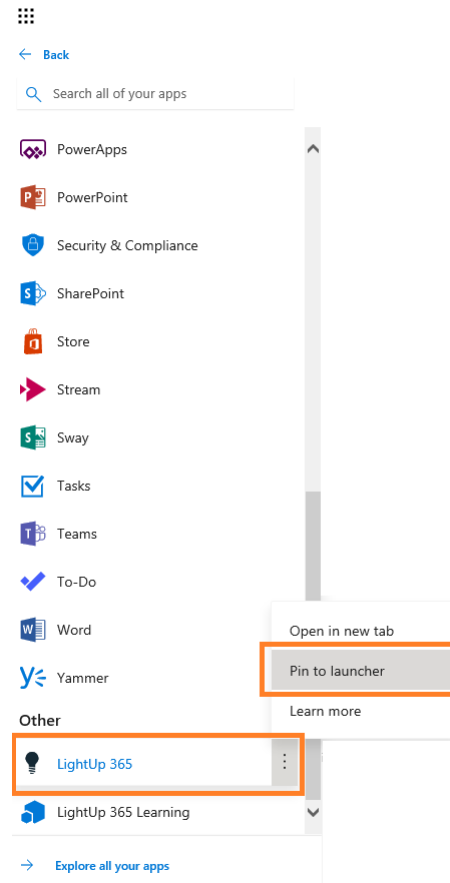 Back
Search all of your apps
PowerApps
PowerPoint
Security & Compliance
SharePoint
Store
Stream
Sway
Tasks
Teams
To-Do
Word
Open in new tab
Pin to launcher
Yammer
Learn more
Other
LightUp 365
LightUp 365 Learning
Explore all your apps